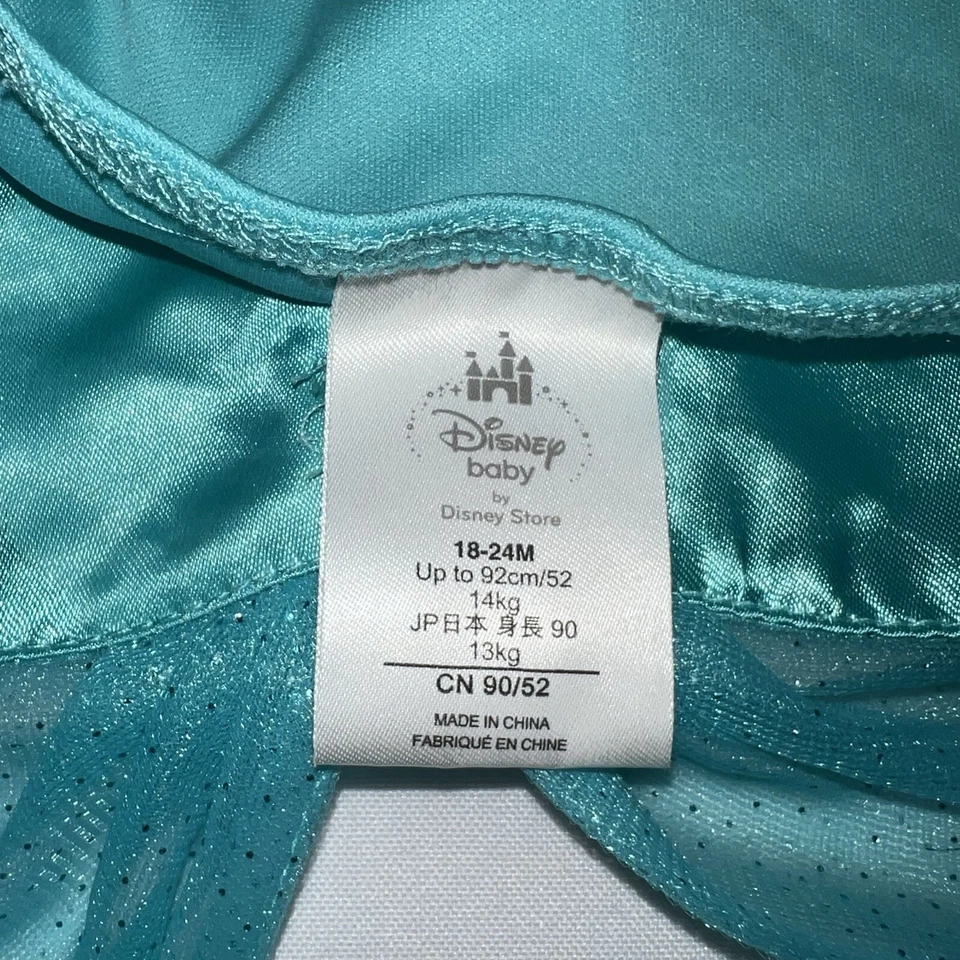 Disney
baby
by
Disney Store
18-24M
Up to 92cm/52
14kg
JP日本 身長 90
13kg
CN 90/52
MADE IN CHINA
FABRIQUÉ EN CHINE